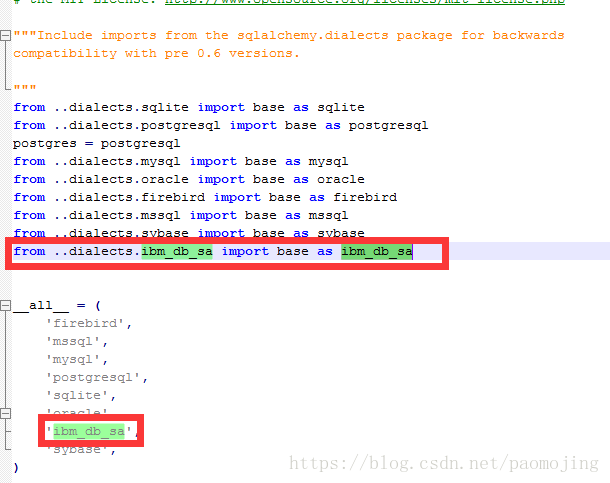 # the MIT License: http://www.opensource.org/licenses/mit-license.php
"""Include imports from the sqlalchemy.dialects package for backwards
compatibility with pre 0.6 versions.
"""
from ..dialects.sqlite import base as sqlite
from ..dialects.postgresql import base as postgresql
postgres = postgresql
from ..dialects.mysql import base as mysql
from ..dialects.oracle import base as oracle
from ..dialects.firebird import base as firebird
from ..dialects.mssql import base as mssql
from ..dialects.sybase import base as sybase
from ..dialects.ibm_db_sa import base as ibm_db_sa
__all__ = (
'firebird',
'mssql',
'mysql',
'postgresql',
'sqlite',
'oracle',
'ibm_db_sa',
'sybase',
)
https://blog.csdn.net/paomojing